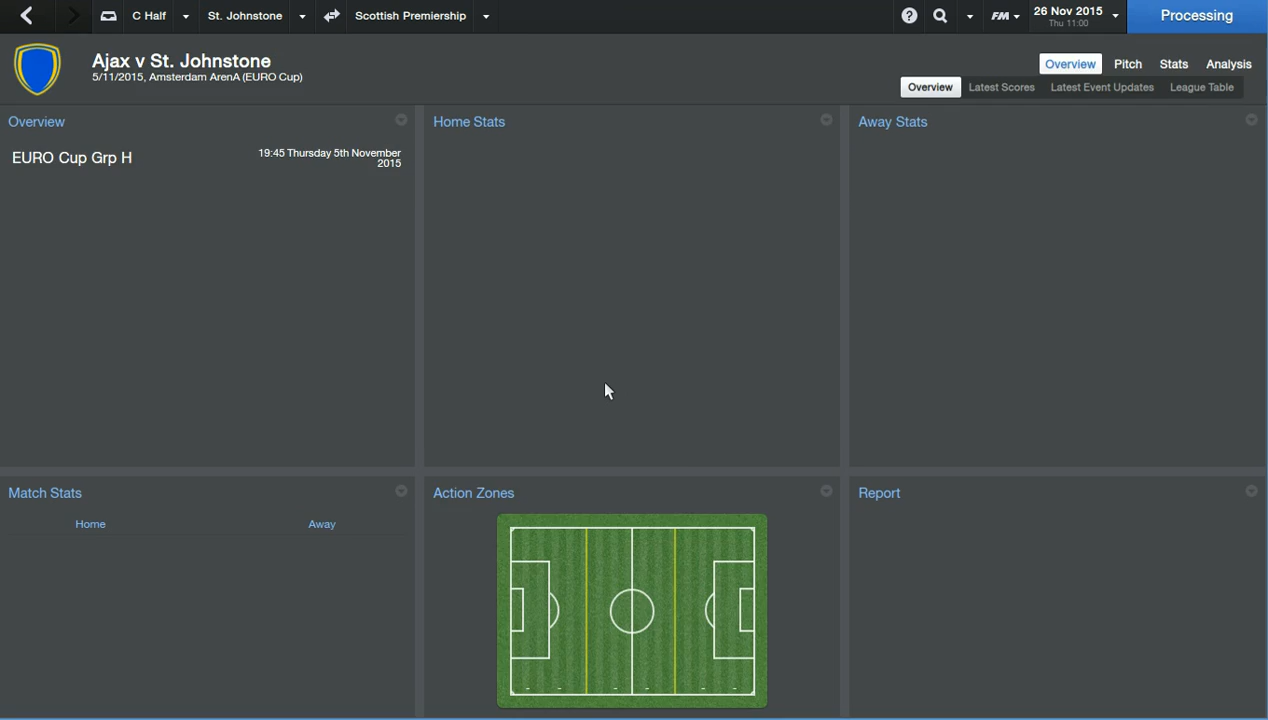 C Half
St. Johnstone
Scottish Premiership
?
FM
26 Nov 2015
Thu 11:00
Processing
Ajax v St. Johnstone
5/11/2015, Amsterdam ArenA (EURO Cup)
Overview
Pitch
Stats
Analysis
Overview
Latest Scores
Latest Event Updates
League Table
Overview
EURO Cup Grp H
19:45 Thursday 5th November
2015
Home Stats
Away Stats
Match Stats
Home
Away
Action Zones
Report